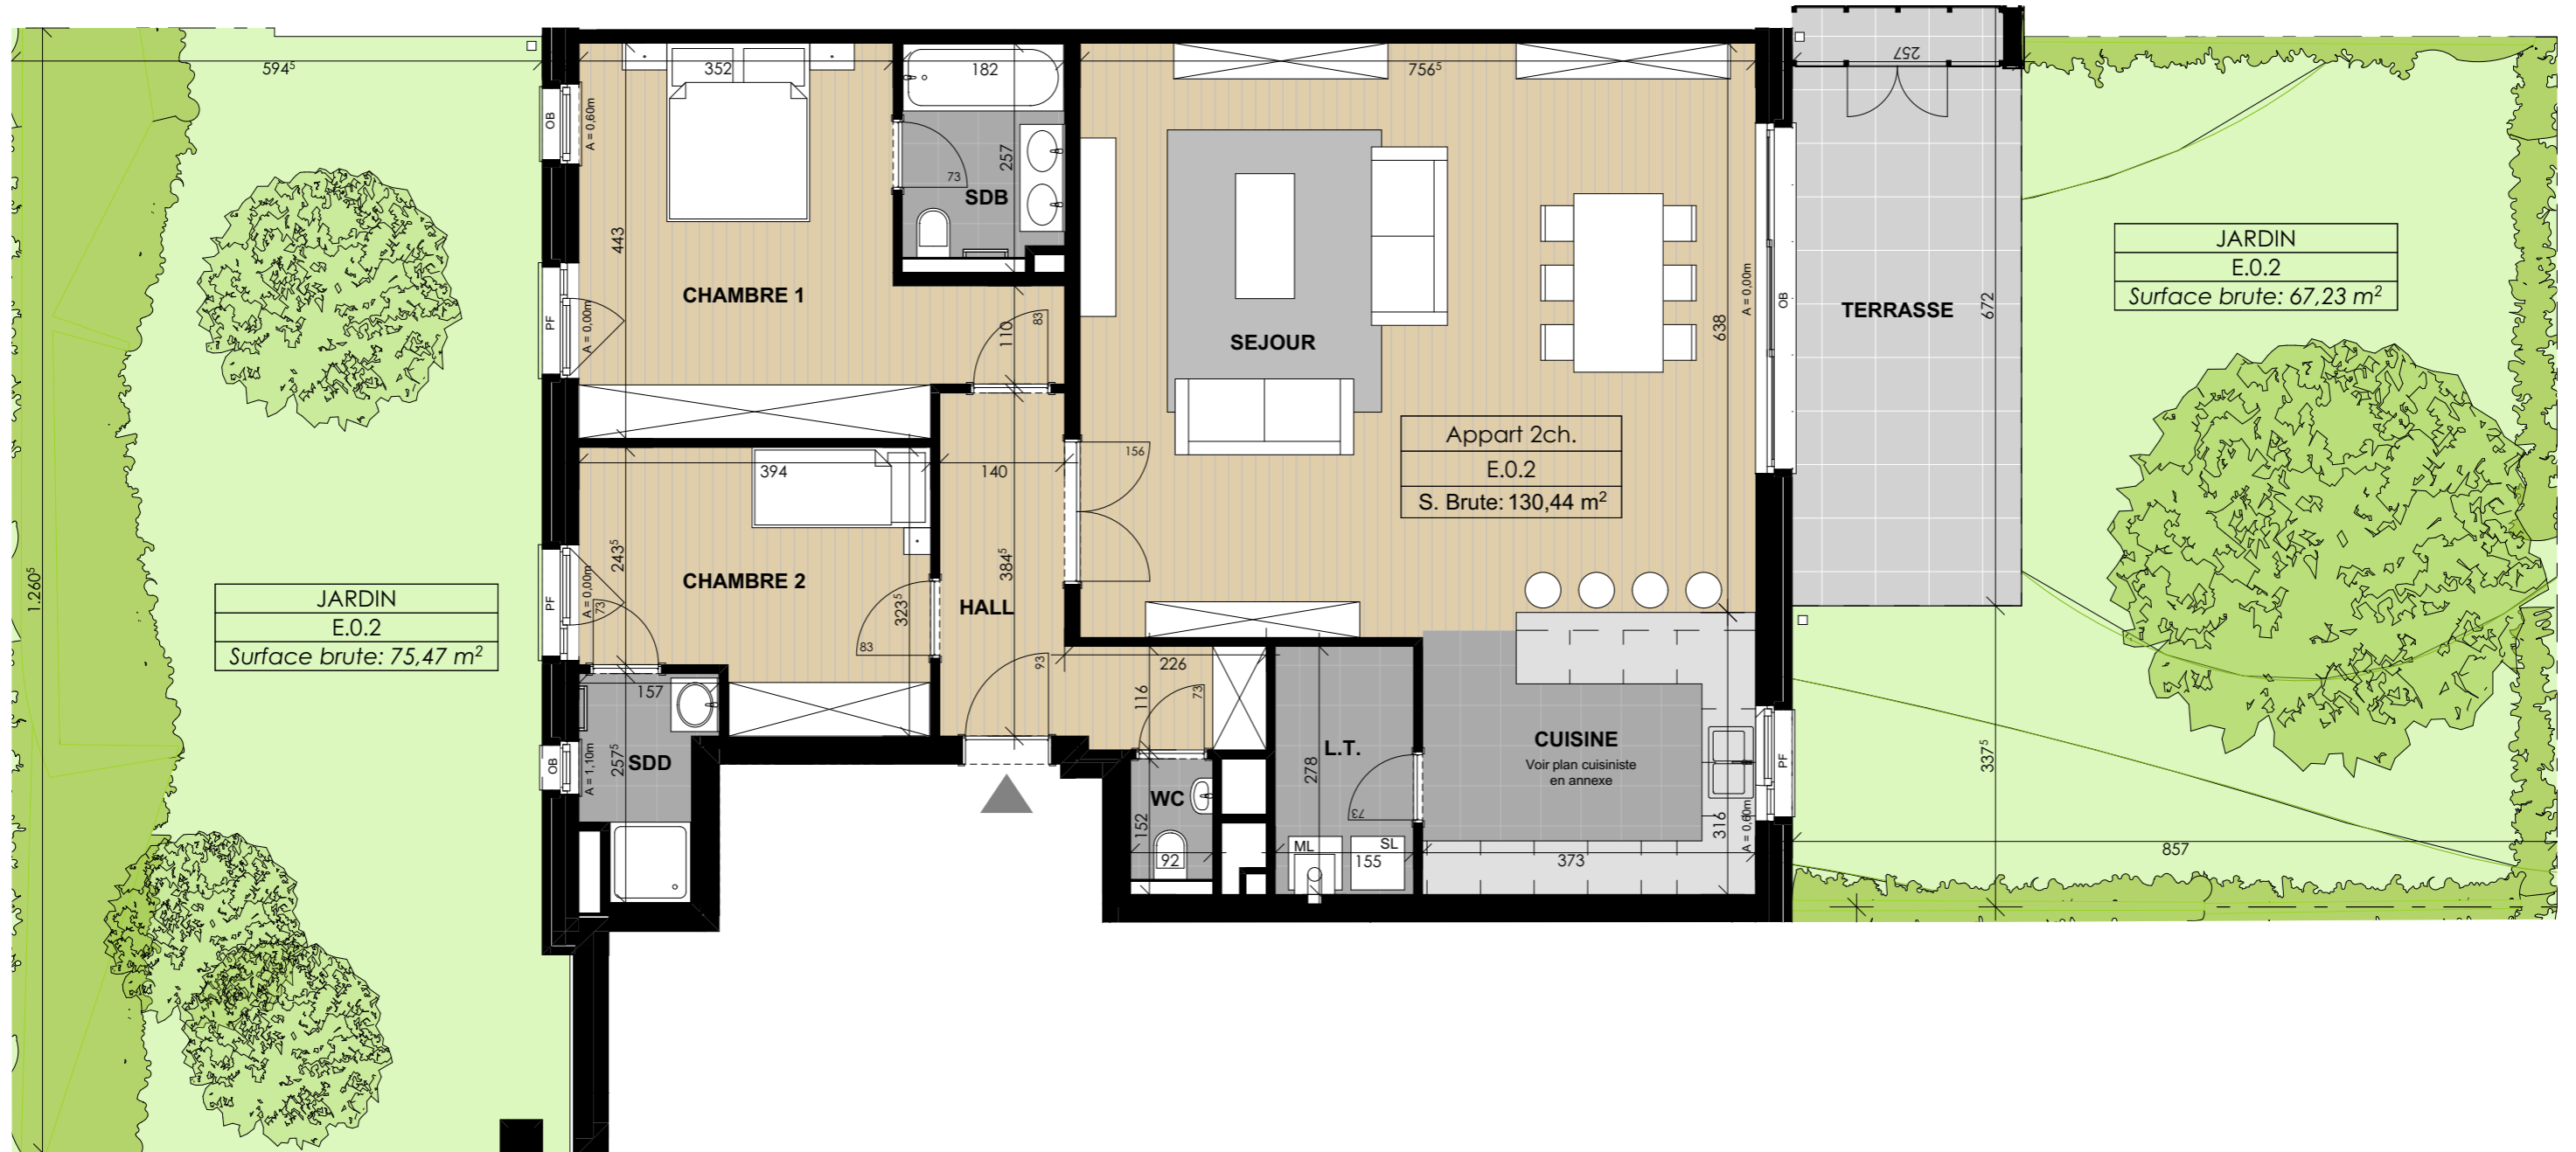 594⁵
352
182
756⁵
257
OB
A = 0,60m
73
257
SDB
443
CHAMBRE 1
PF
A = 0,00m
110
83
SEJOUR
638
A = 0,00m
OB
TERRASSE
672
JARDIN
E.0.2
Surface brute: 67,23 m²
394
140
156
Appart 2ch.
E.0.2
S. Brute: 130,44 m²
1.260⁵
JARDIN
E.0.2
Surface brute: 75,47 m²
PF
A = 0,00m
73
243⁵
CHAMBRE 2
83
323⁵
HALL
384⁵
93
226
116
73
157
OB
A = 1,10m
257⁵
SDD
WC
152
92
L.T.
278
73
ML
SL
155
CUISINE
Voir plan cuisiniste
en annexe
373
316
A = 0,60m
PF
337⁵
857